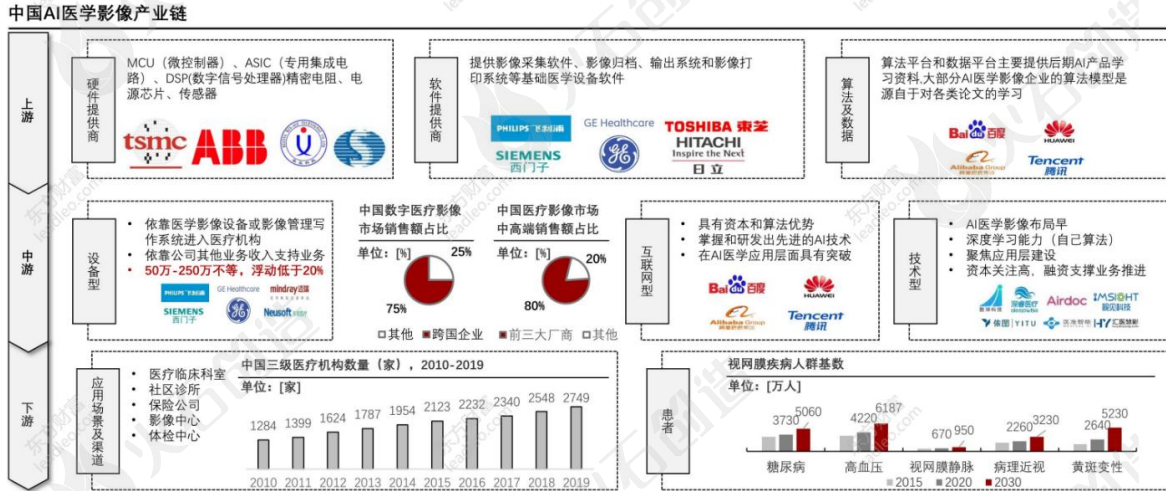 中国AI医学影像产业链
上游
硬件提供商
MCU（微控制器）、ASIC（专用集成电
路）、DSP(数字信号处理器)精密电阻、电
源芯片、传感器
tsmc
ABB
软件提供商
提供影像采集软件、影像归档、输出系统和影像打
印系统等基础医学设备软件
PHILIPS 飞利浦
GE Healthcare
TOSHIBA 東芝
SIEMENS
西门子
HITACHI
Inspire the Next
日立
算法及数据
算法平台和数据平台主要提供后期AI产品学
习资料,大部分AI医学影像企业的算法模型是
源自于对各类论文的学习
Bai du 百度
HUAWEI
Alibaba Group
Tencent
腾讯
中游
设备型
• 依靠医学影像设备或影像管理写
作系统进入医疗机构
• 依靠公司其他业务收入支持业务
• 50万-250万不等，浮动低于20%
PHILIPS 飞利浦
GE Healthcare
mindray 迈瑞
SIEMENS
西门子
Neusoft
中国数字医疗影像
市场销售额占比
单位：[%]
25%
75%
其他 跨国企业
中国医疗影像市场
中高端销售额占比
单位：[%]
20%
80%
前三大厂商 其他
互联网型
• 具有资本和算法优势
• 掌握和研发出先进的AI技术
• 在AI医学应用层面具有突破
Bai du 百度
HUAWEI
Alibaba Group
Tencent
腾讯
技术型
• AI医学影像布局早
• 深度学习能力（自己算法）
• 聚焦应用层建设
• 资本关注高，融资支撑业务推进
深睿医疗
Airdoc
IMSIGHT
视见科技
依图 YITU
汇医慧影
下游
应用场景及渠道
• 医疗临床科室
• 社区诊所
• 保险公司
• 影像中心
• 体检中心
中国三级医疗机构数量（家），2010-2019
单位：[家]
1284 1399 1624 1787 1954 2123 2232 2340 2548 2749
2010 2011 2012 2013 2014 2015 2016 2017 2018 2019
患者
视网膜疾病人群基数
单位：[万人]
3730 5060 4220 6187 670 950 2260 3230 2640 5230
糖尿病 高血压 视网膜静脉 病理近视 黄斑变性
2015 2020 2030
东方财富
leadleo.com
火石创造